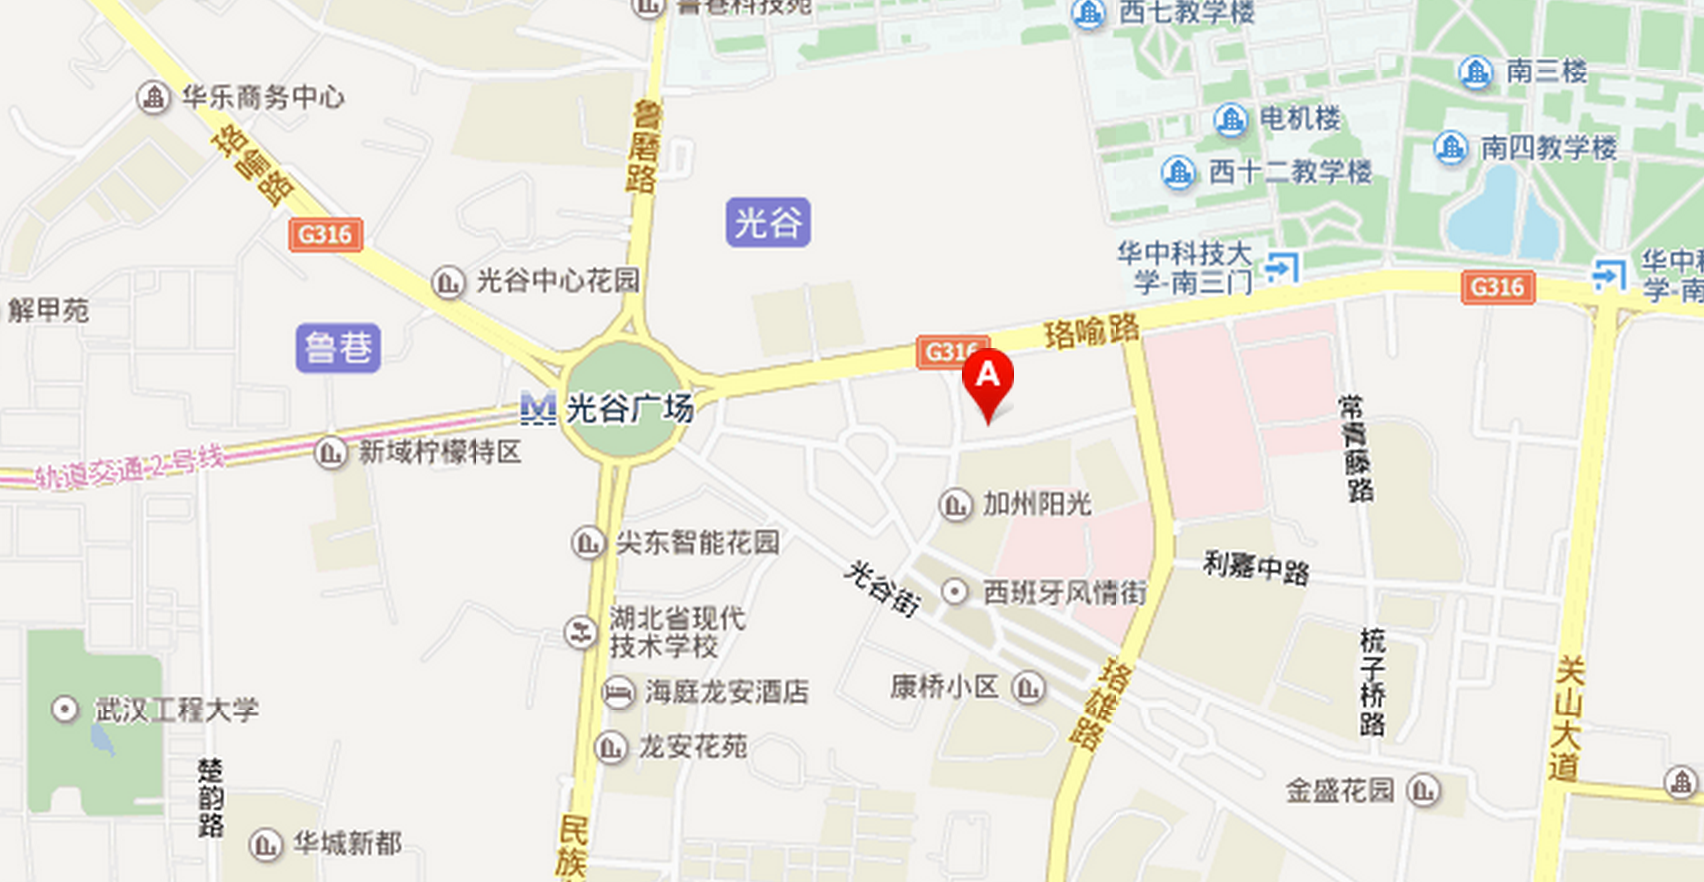 鲁巷科技苑
西七教学楼
南三楼
华乐商务中心
电机楼
南四教学楼
西十二教学楼
珞喻路
鲁磨路
光谷
G316
华中科技大
学-南三门
华中科
学-南
光谷中心花园
G316
解甲苑
鲁巷
珞喻路
G316
A
光谷广场
常青藤路
新域柠檬特区
轨道交通2号线
加州阳光
尖东智能花园
利嘉中路
光谷街
西班牙风情街
湖北省现代
技术学校
梳子桥路
康桥小区
海庭龙安酒店
珞雄路
关山大道
武汉工程大学
龙安花苑
楚韵路
金盛花园
民族
华城新都